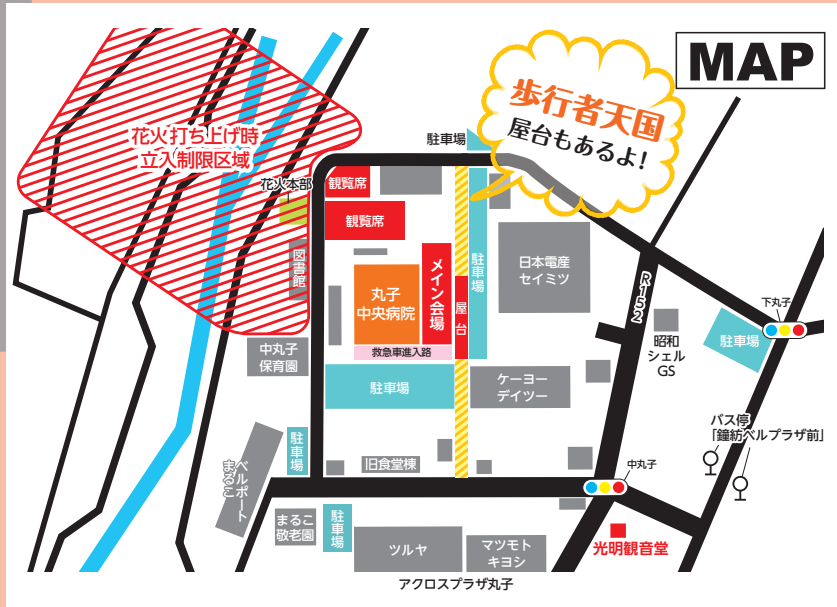 MAP
歩行者天国
屋台もあるよ!
駐車場
花火打ち上げ時
立入制限区域
花火本部
観覧席
観覧席
図書館
丸子
中央病院
メイン会場
屋台
駐車場
日本電産
セイミツ
R152
下丸子
昭和
シェル
GS
駐車場
救急車進入路
中丸子
保育園
駐車場
ケーヨー
デイツー
バス停
「鐘紡ベルプラザ前」
駐車場
ベルポート
まるこ
旧食堂棟
中丸子
まるこ
敬老園
駐車場
ツルヤ
マツモト
キヨシ
光明観音堂
アクロスプラザ丸子